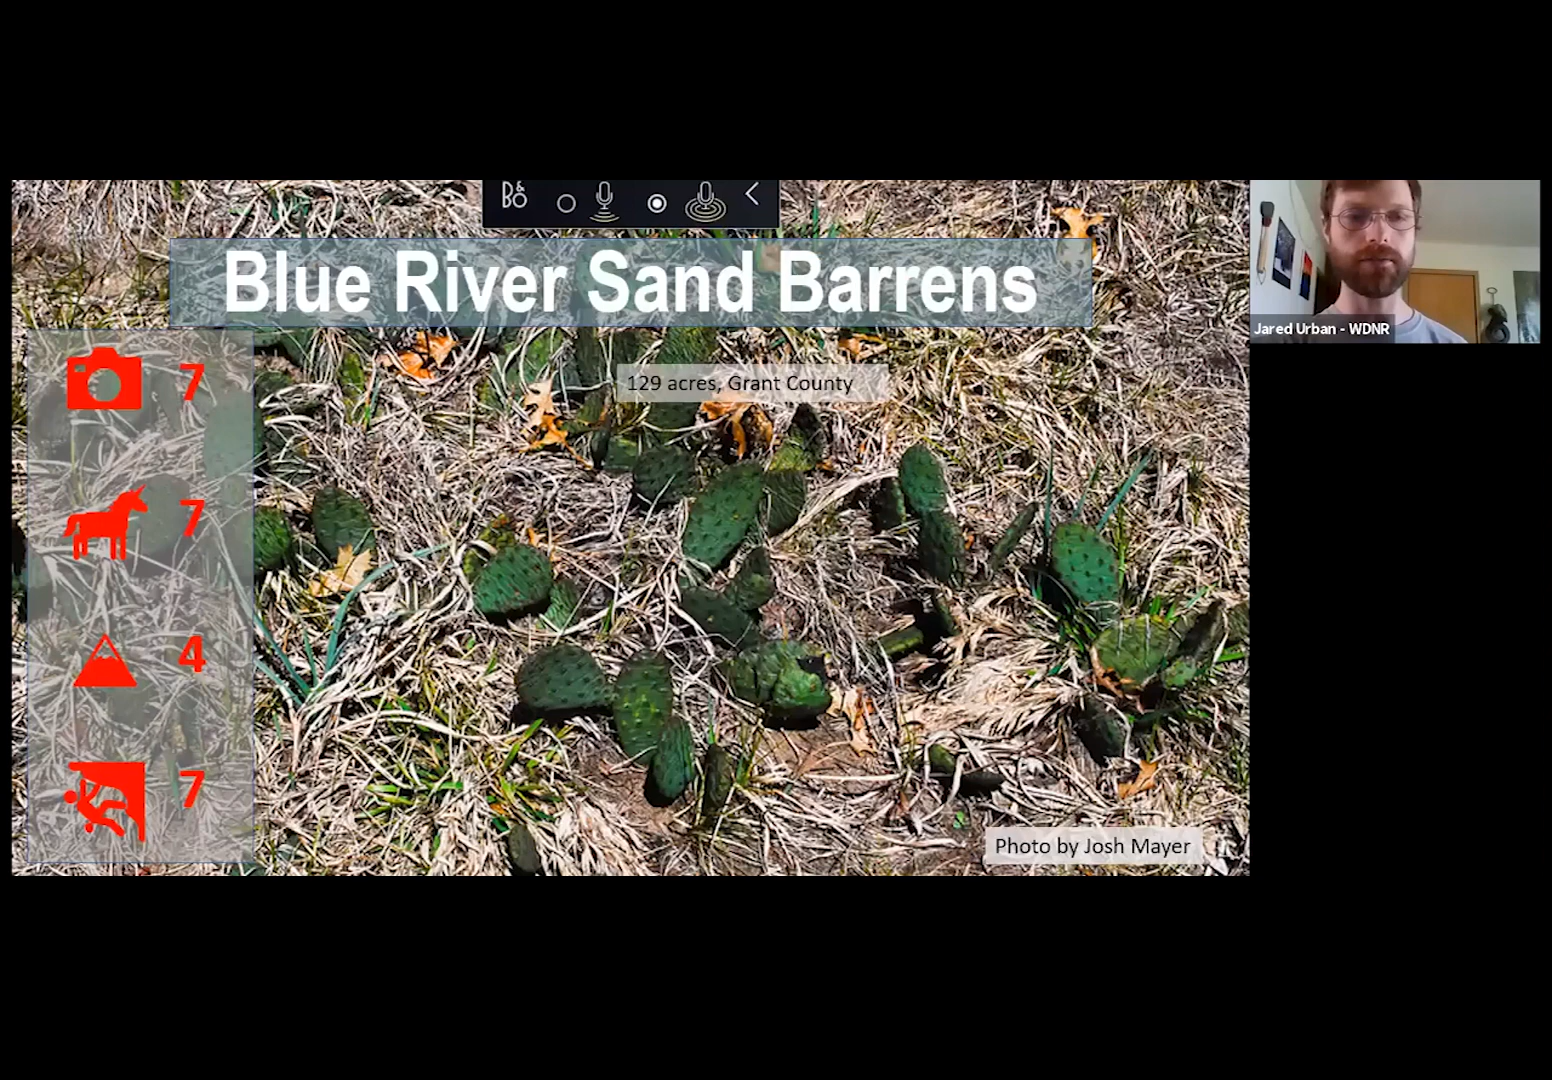 B&O
Blue River Sand Barrens
129 acres, Grant County
7
7
4
7
Photo by Josh Mayer
Jared Urban - WDNR